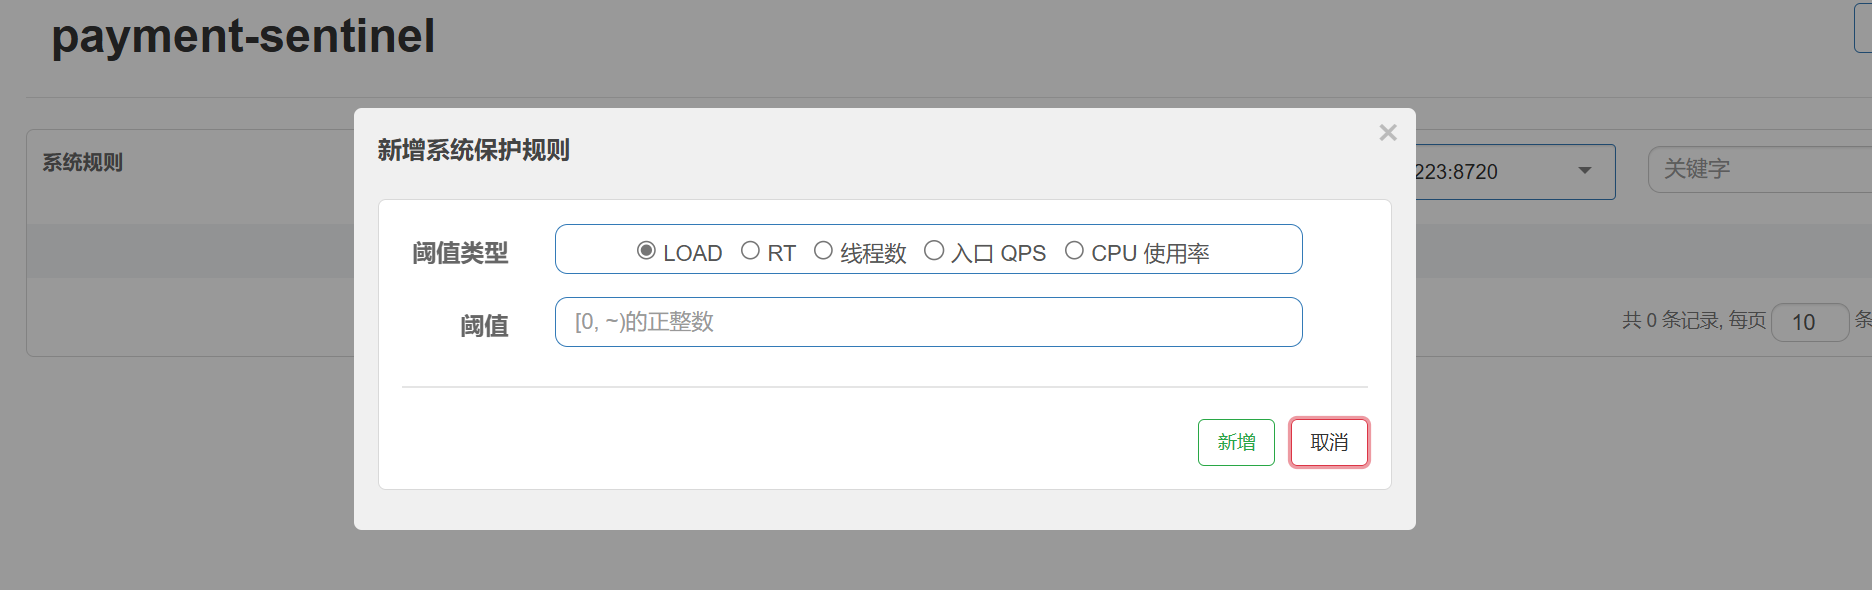 payment-sentinel
新增系统保护规则
×
系统规则
223:8720
关键字
阈值类型
LOAD RT 线程数 入口 QPS CPU 使用率
阈值
[0, ~)的正整数
共 0 条记录, 每页 10 条
新增 取消